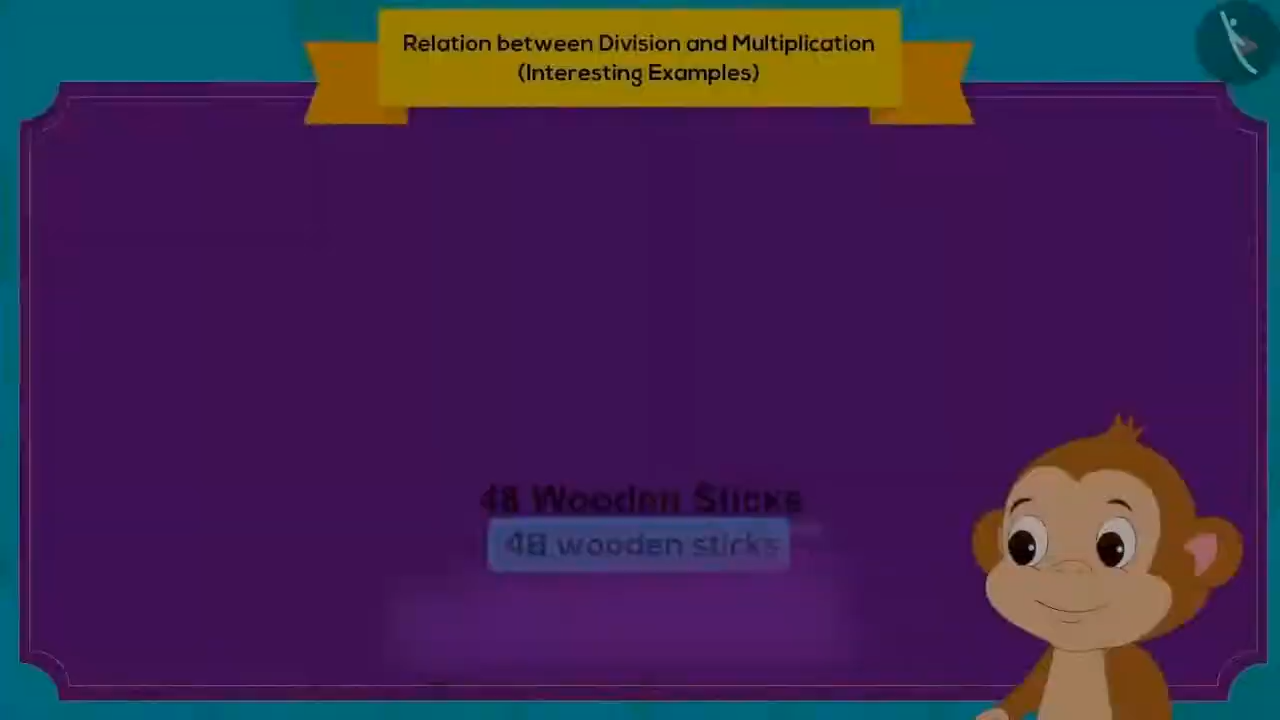 Relation between Division and Multiplication
(Interesting Examples)
48 Wooden Sticks
48 wooden sticks